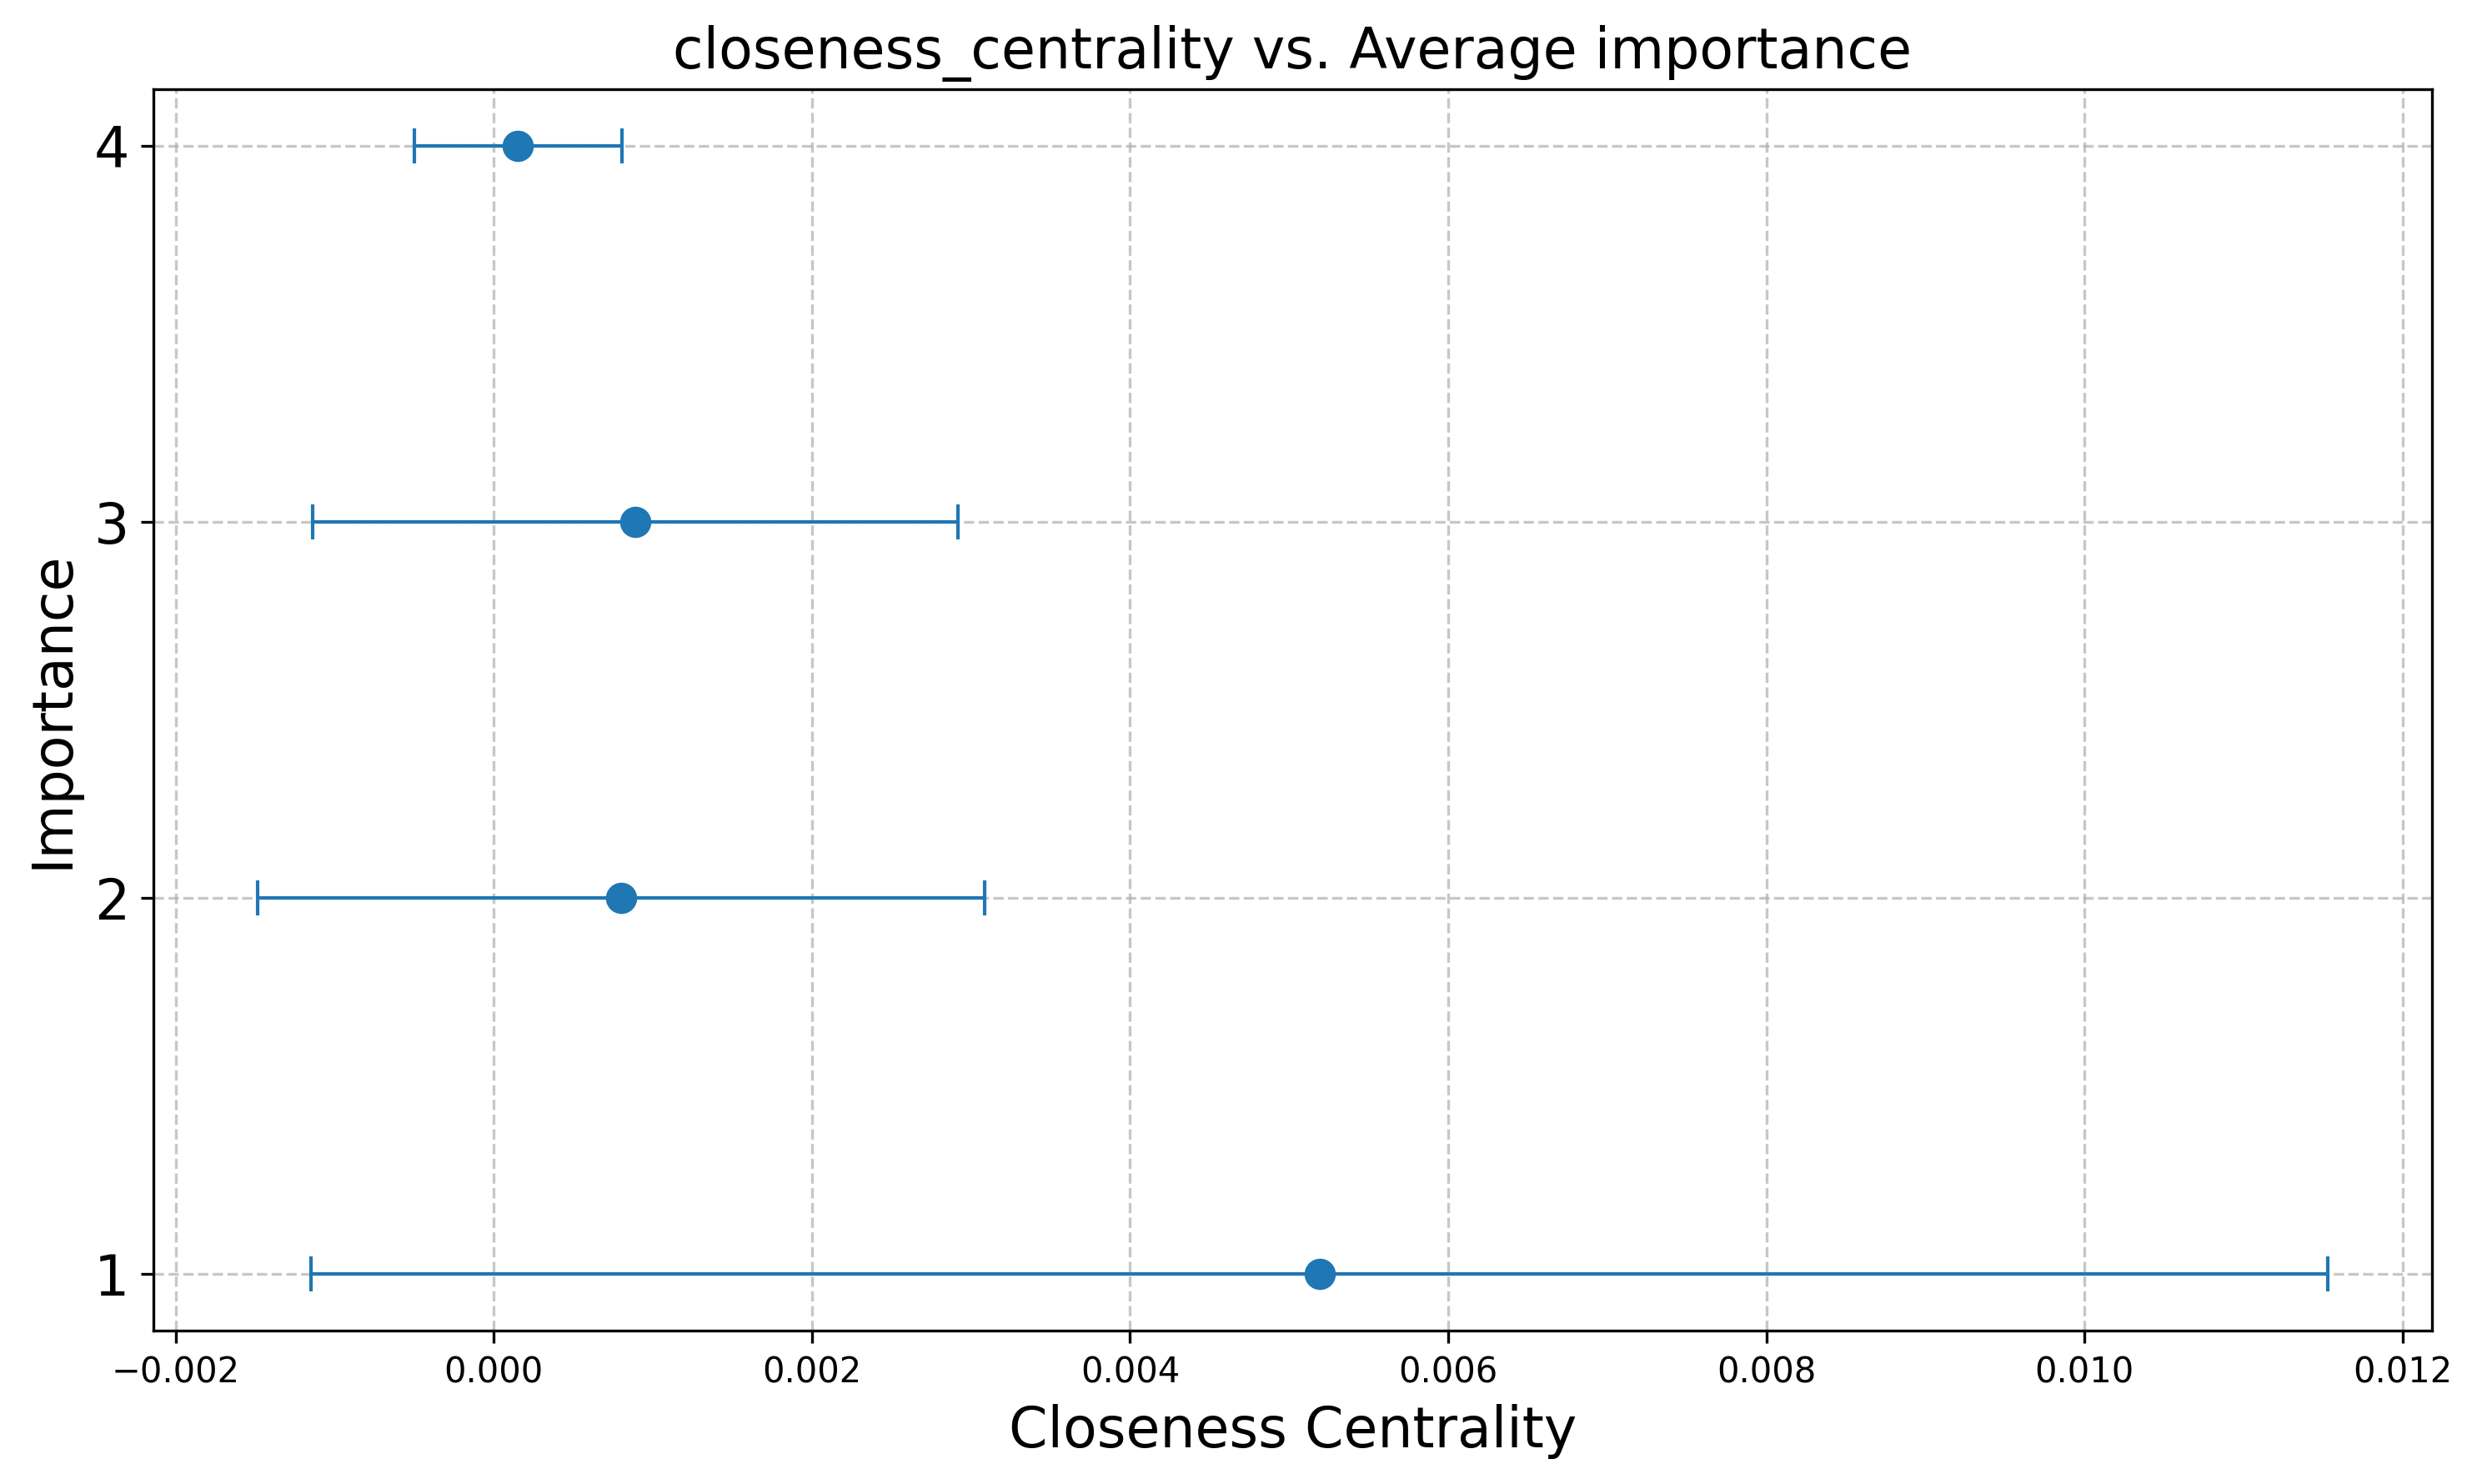 closeness_centrality vs. Average importance
4
3
2
1
Importance
−0.002 0.000 0.002 0.004 0.006 0.008 0.010 0.012
Closeness Centrality